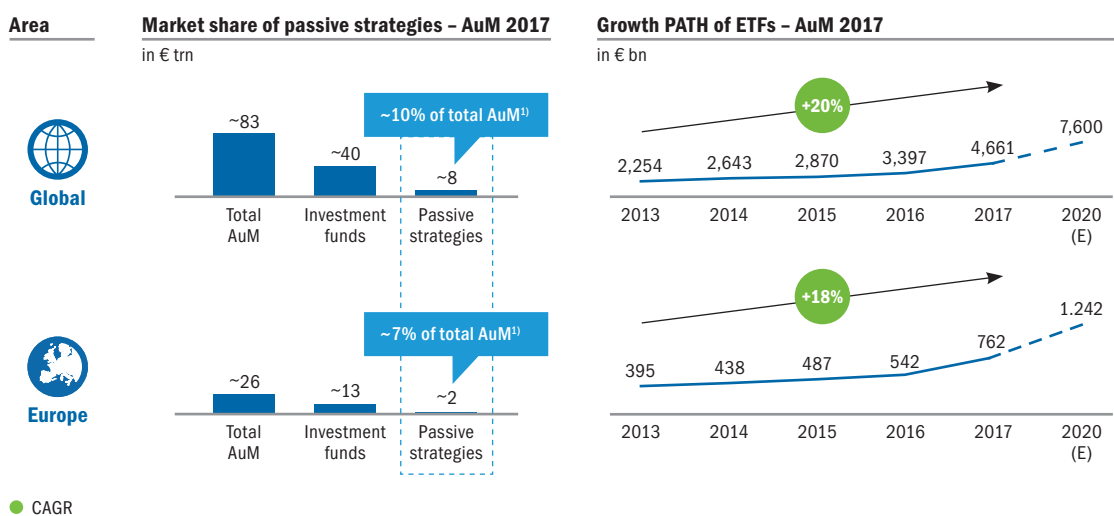 Area
Market share of passive strategies – AuM 2017
in € trn
Growth PATH of ETFs – AuM 2017
in € bn
Global
~83
~40
~8
~10% of total AuM1)
Total
AuM
Investment
funds
Passive
strategies
+20%
2,254
2,643
2,870
3,397
4,661
7,600
2013
2014
2015
2016
2017
2020
(E)
Europe
~26
~13
~2
~7% of total AuM1)
Total
AuM
Investment
funds
Passive
strategies
+18%
395
438
487
542
762
1.242
2013
2014
2015
2016
2017
2020
(E)
CAGR